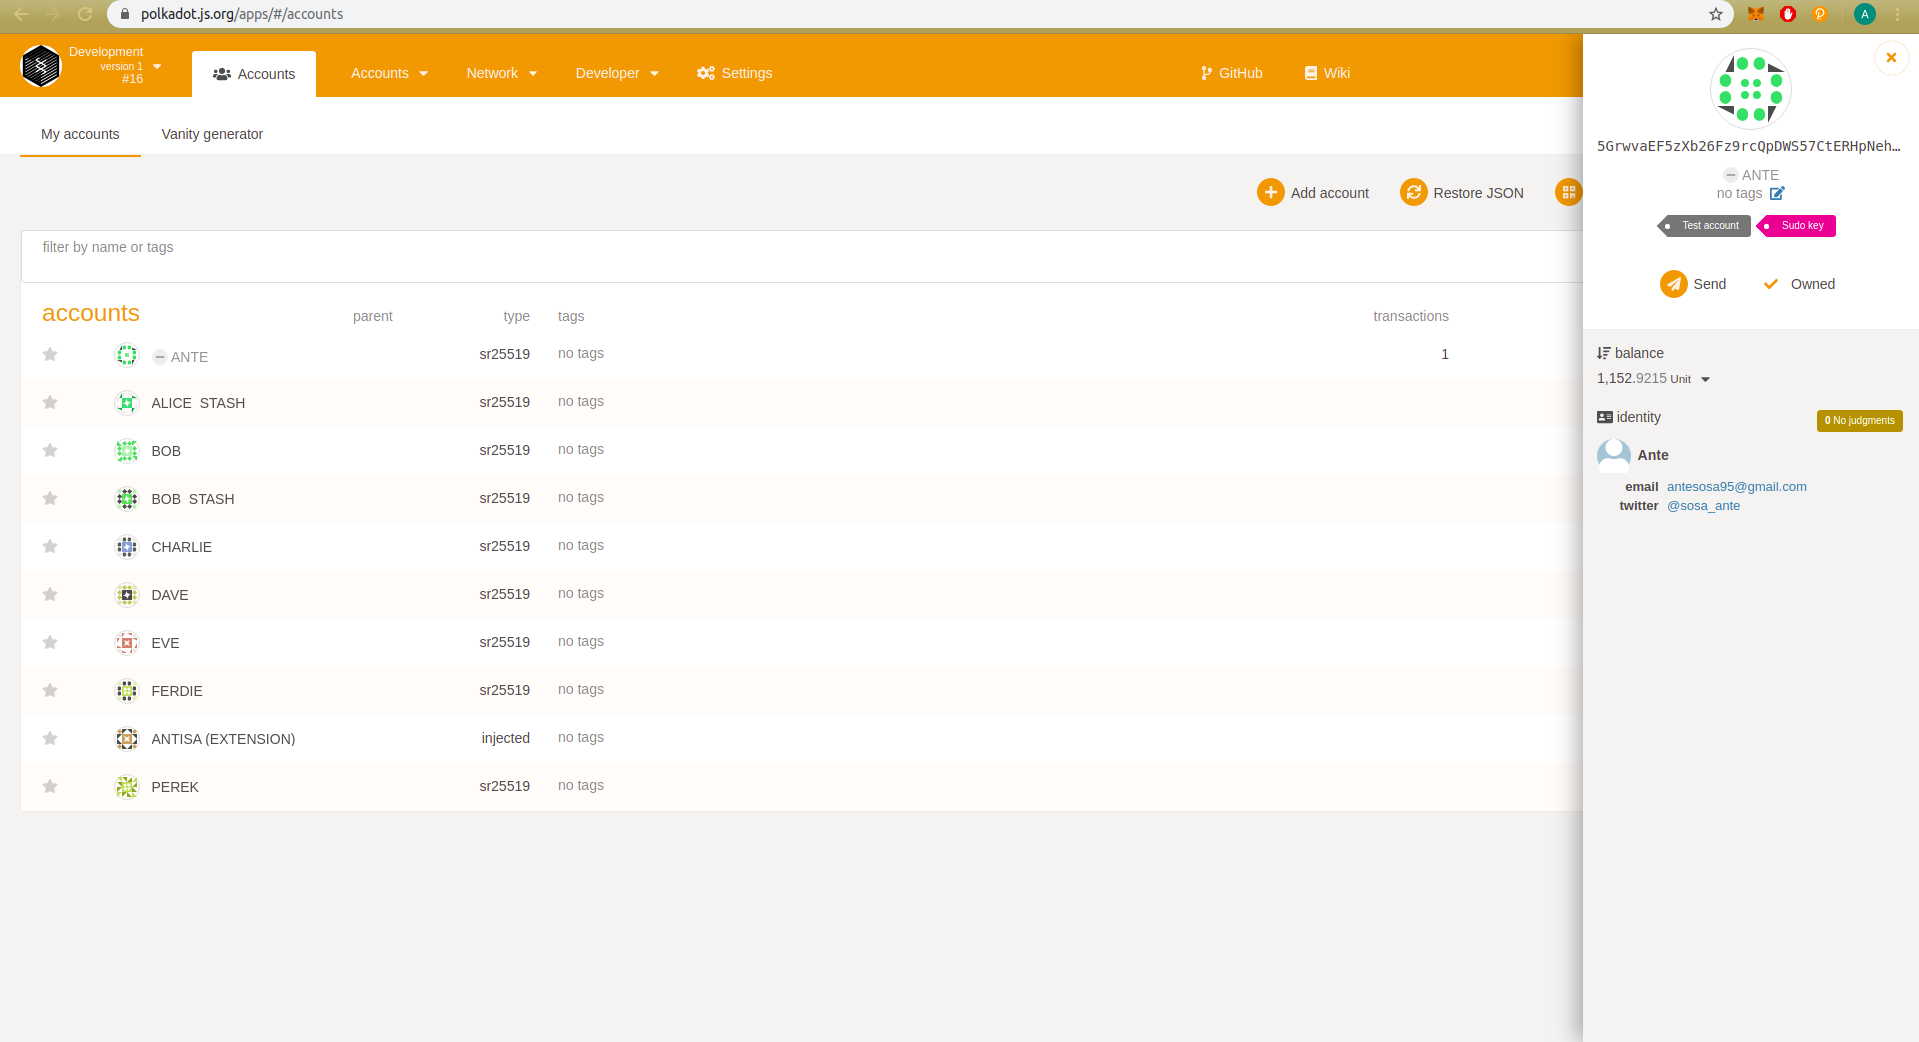 polkadot.js.org/apps/#/accounts
A
Development
version 1
#16
Accounts
Accounts
Network
Developer
Settings
GitHub
Wiki
My accounts
Vanity generator
Add account
Restore JSON
filter by name or tags
accounts parent type tags transactions
ANTE sr25519 no tags 1
ALICE STASH sr25519 no tags
BOB sr25519 no tags
BOB STASH sr25519 no tags
CHARLIE sr25519 no tags
DAVE sr25519 no tags
EVE sr25519 no tags
FERDIE sr25519 no tags
ANTISA (EXTENSION) injected no tags
PEREK sr25519 no tags
5GrwvaEF5zXb26Fz9rcQpDWS57CtERHpNeh…
ANTE
no tags
Test account
Sudo key
Send
Owned
balance
1,152.9215 Unit
identity
0 No judgments
Ante
email antesosa95@gmail.com
twitter @sosa_ante